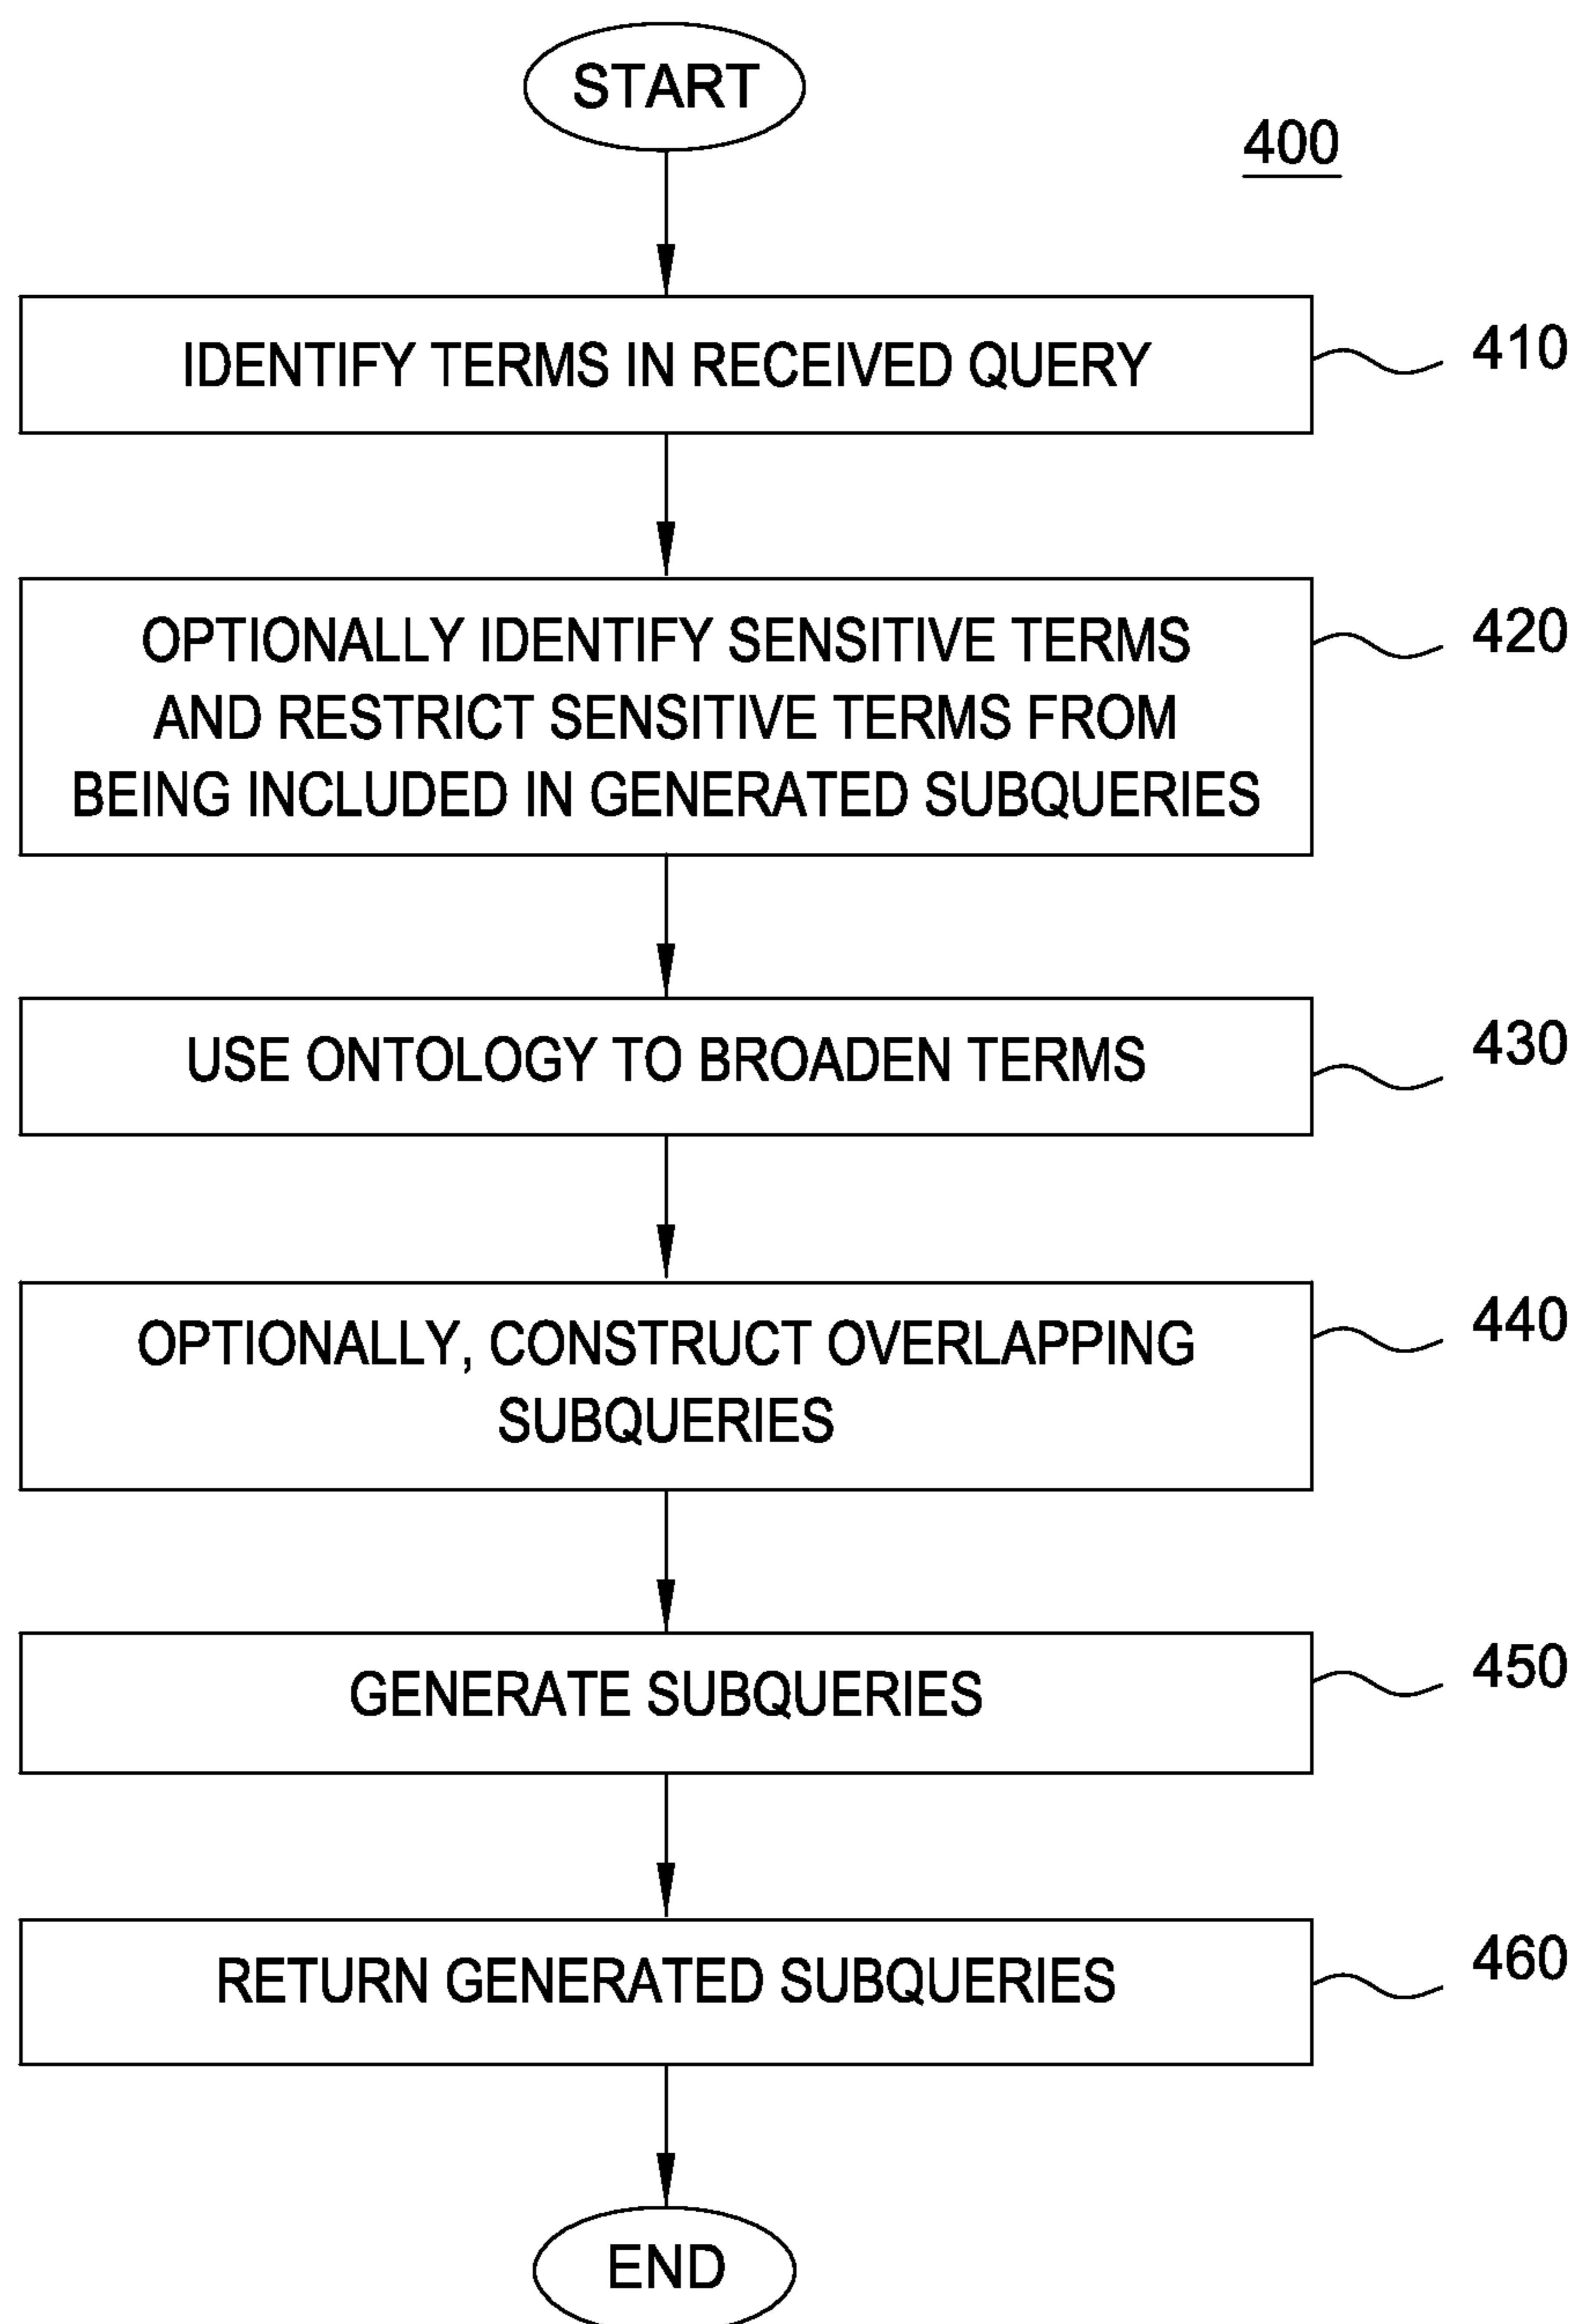 START
400
IDENTIFY TERMS IN RECEIVED QUERY
410
OPTIONALLY IDENTIFY SENSITIVE TERMS
AND RESTRICT SENSITIVE TERMS FROM
BEING INCLUDED IN GENERATED SUBQUERIES
420
USE ONTOLOGY TO BROADEN TERMS
430
OPTIONALLY, CONSTRUCT OVERLAPPING
SUBQUERIES
440
GENERATE SUBQUERIES
450
RETURN GENERATED SUBQUERIES
460
END